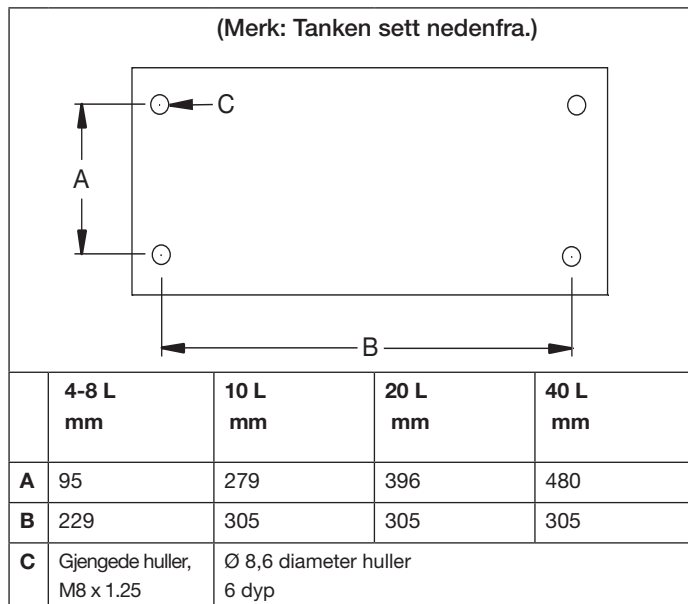 (Merk: Tanken sett nedenfra.)
C
A
B
4-8 L 10 L 20 L 40 L
mm mm mm mm
A 95 279 396 480
B 229 305 305 305
C Gjengede huller, Ø 8,6 diameter huller
M8 x 1.25 6 dyp